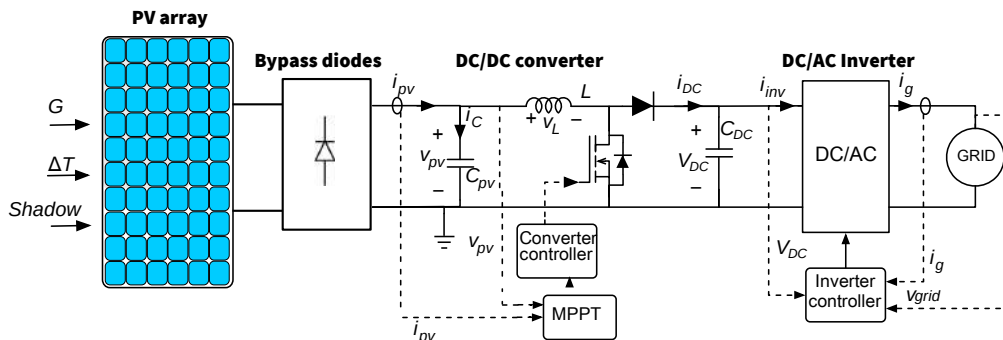 PV array
Bypass diodes
DC/DC converter
DC/AC Inverter
G
ΔT
Shadow
i_pv
i_C
L
+ v_L −
i_DC
i_inv
i_g
+
v_pv
−
C_pv
+
V_DC
−
C_DC
DC/AC
GRID
v_pv
Converter
controller
MPPT
i_pv
V_DC
Inverter
controller
i_g
vgrid